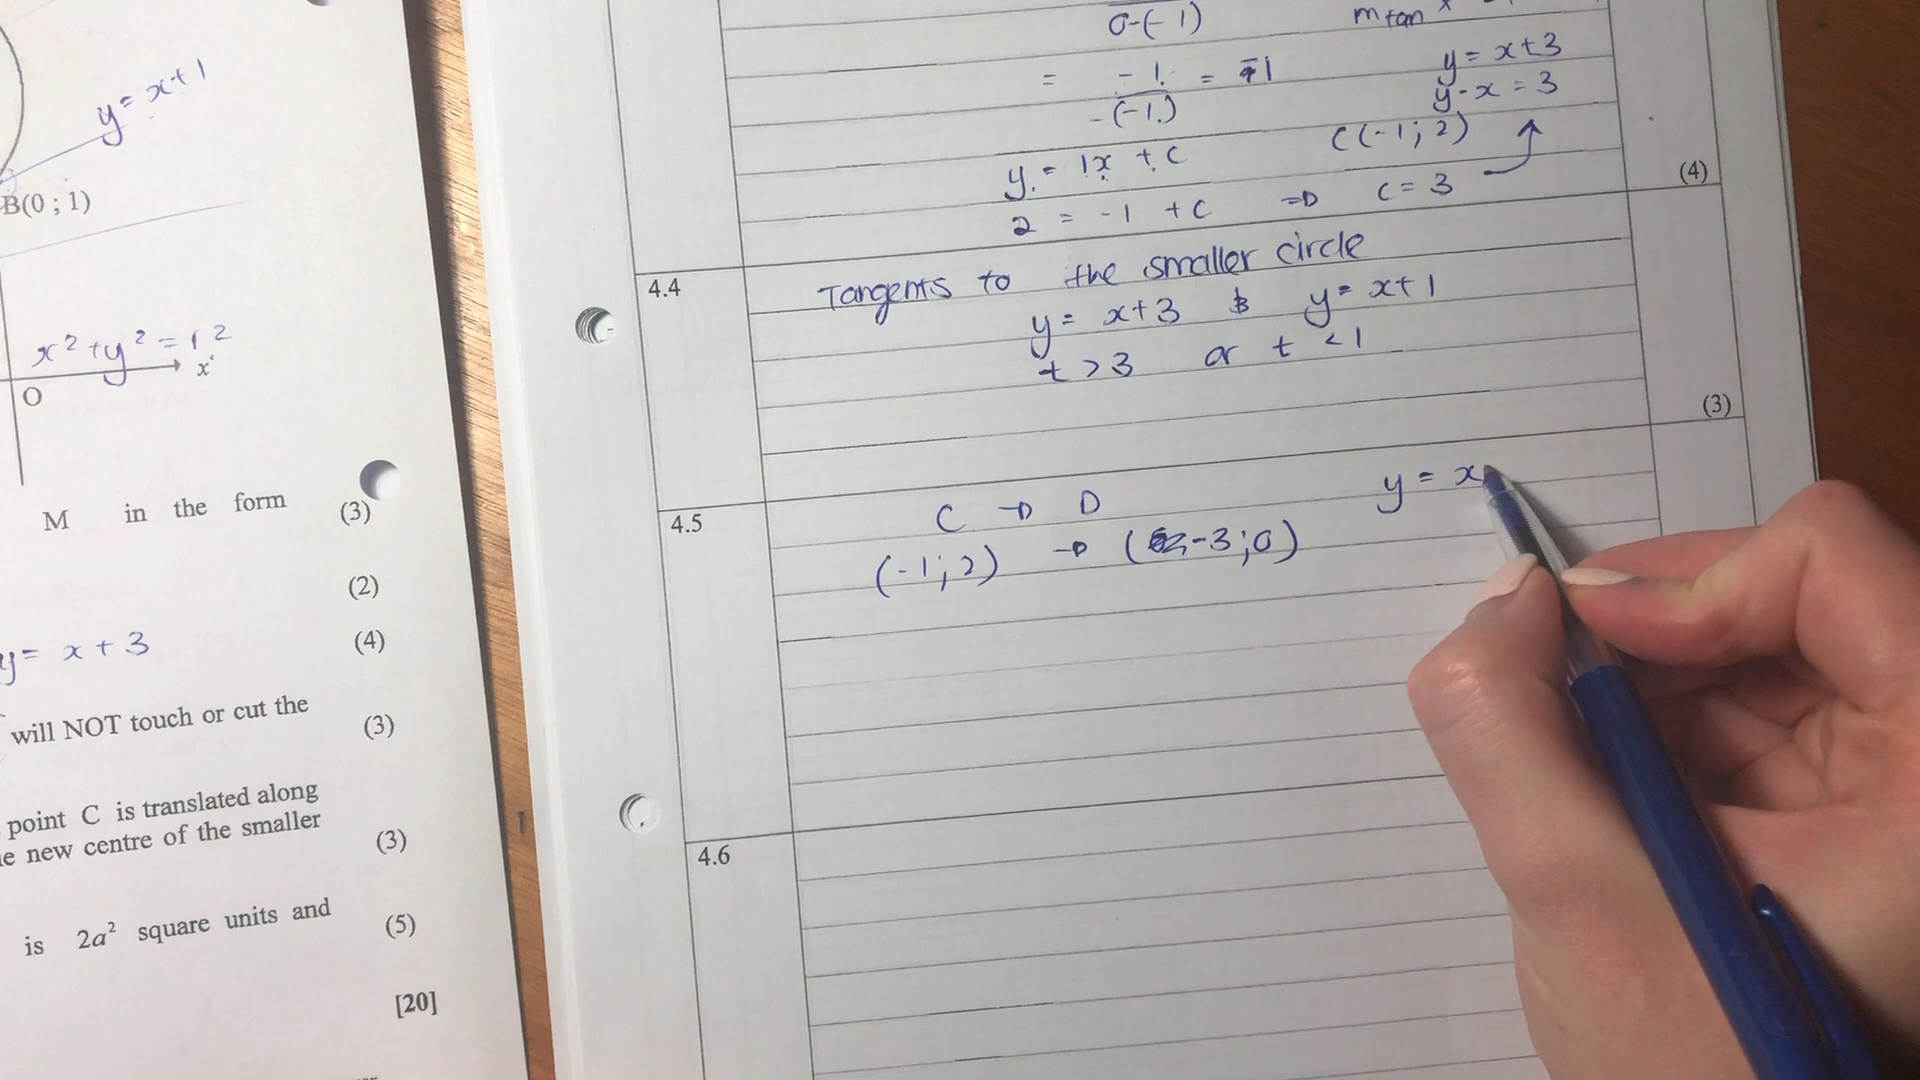 y = x+1
B(0 ; 1)
x² + y² = 1 2
x
O
M in the form (3)
(2)
y = x + 3 (4)
will NOT touch or cut the (3)
point C is translated along
new centre of the smaller (3)
is 2a² square units and (5)
[20]
0-(-1)
m tan x
= -1 / -(-1) = 1
y = x+3
y - x = 3
C(-1; 2)
y = 1x + C
2 = -1 + C ⇒ C = 3
(4)
4.4 Tangents to the smaller circle
y = x+3 & y = x+1
t > 3 or t < 1
(3)
4.5 C → D y = x
(-1; 2) → (-3; 0)
4.6